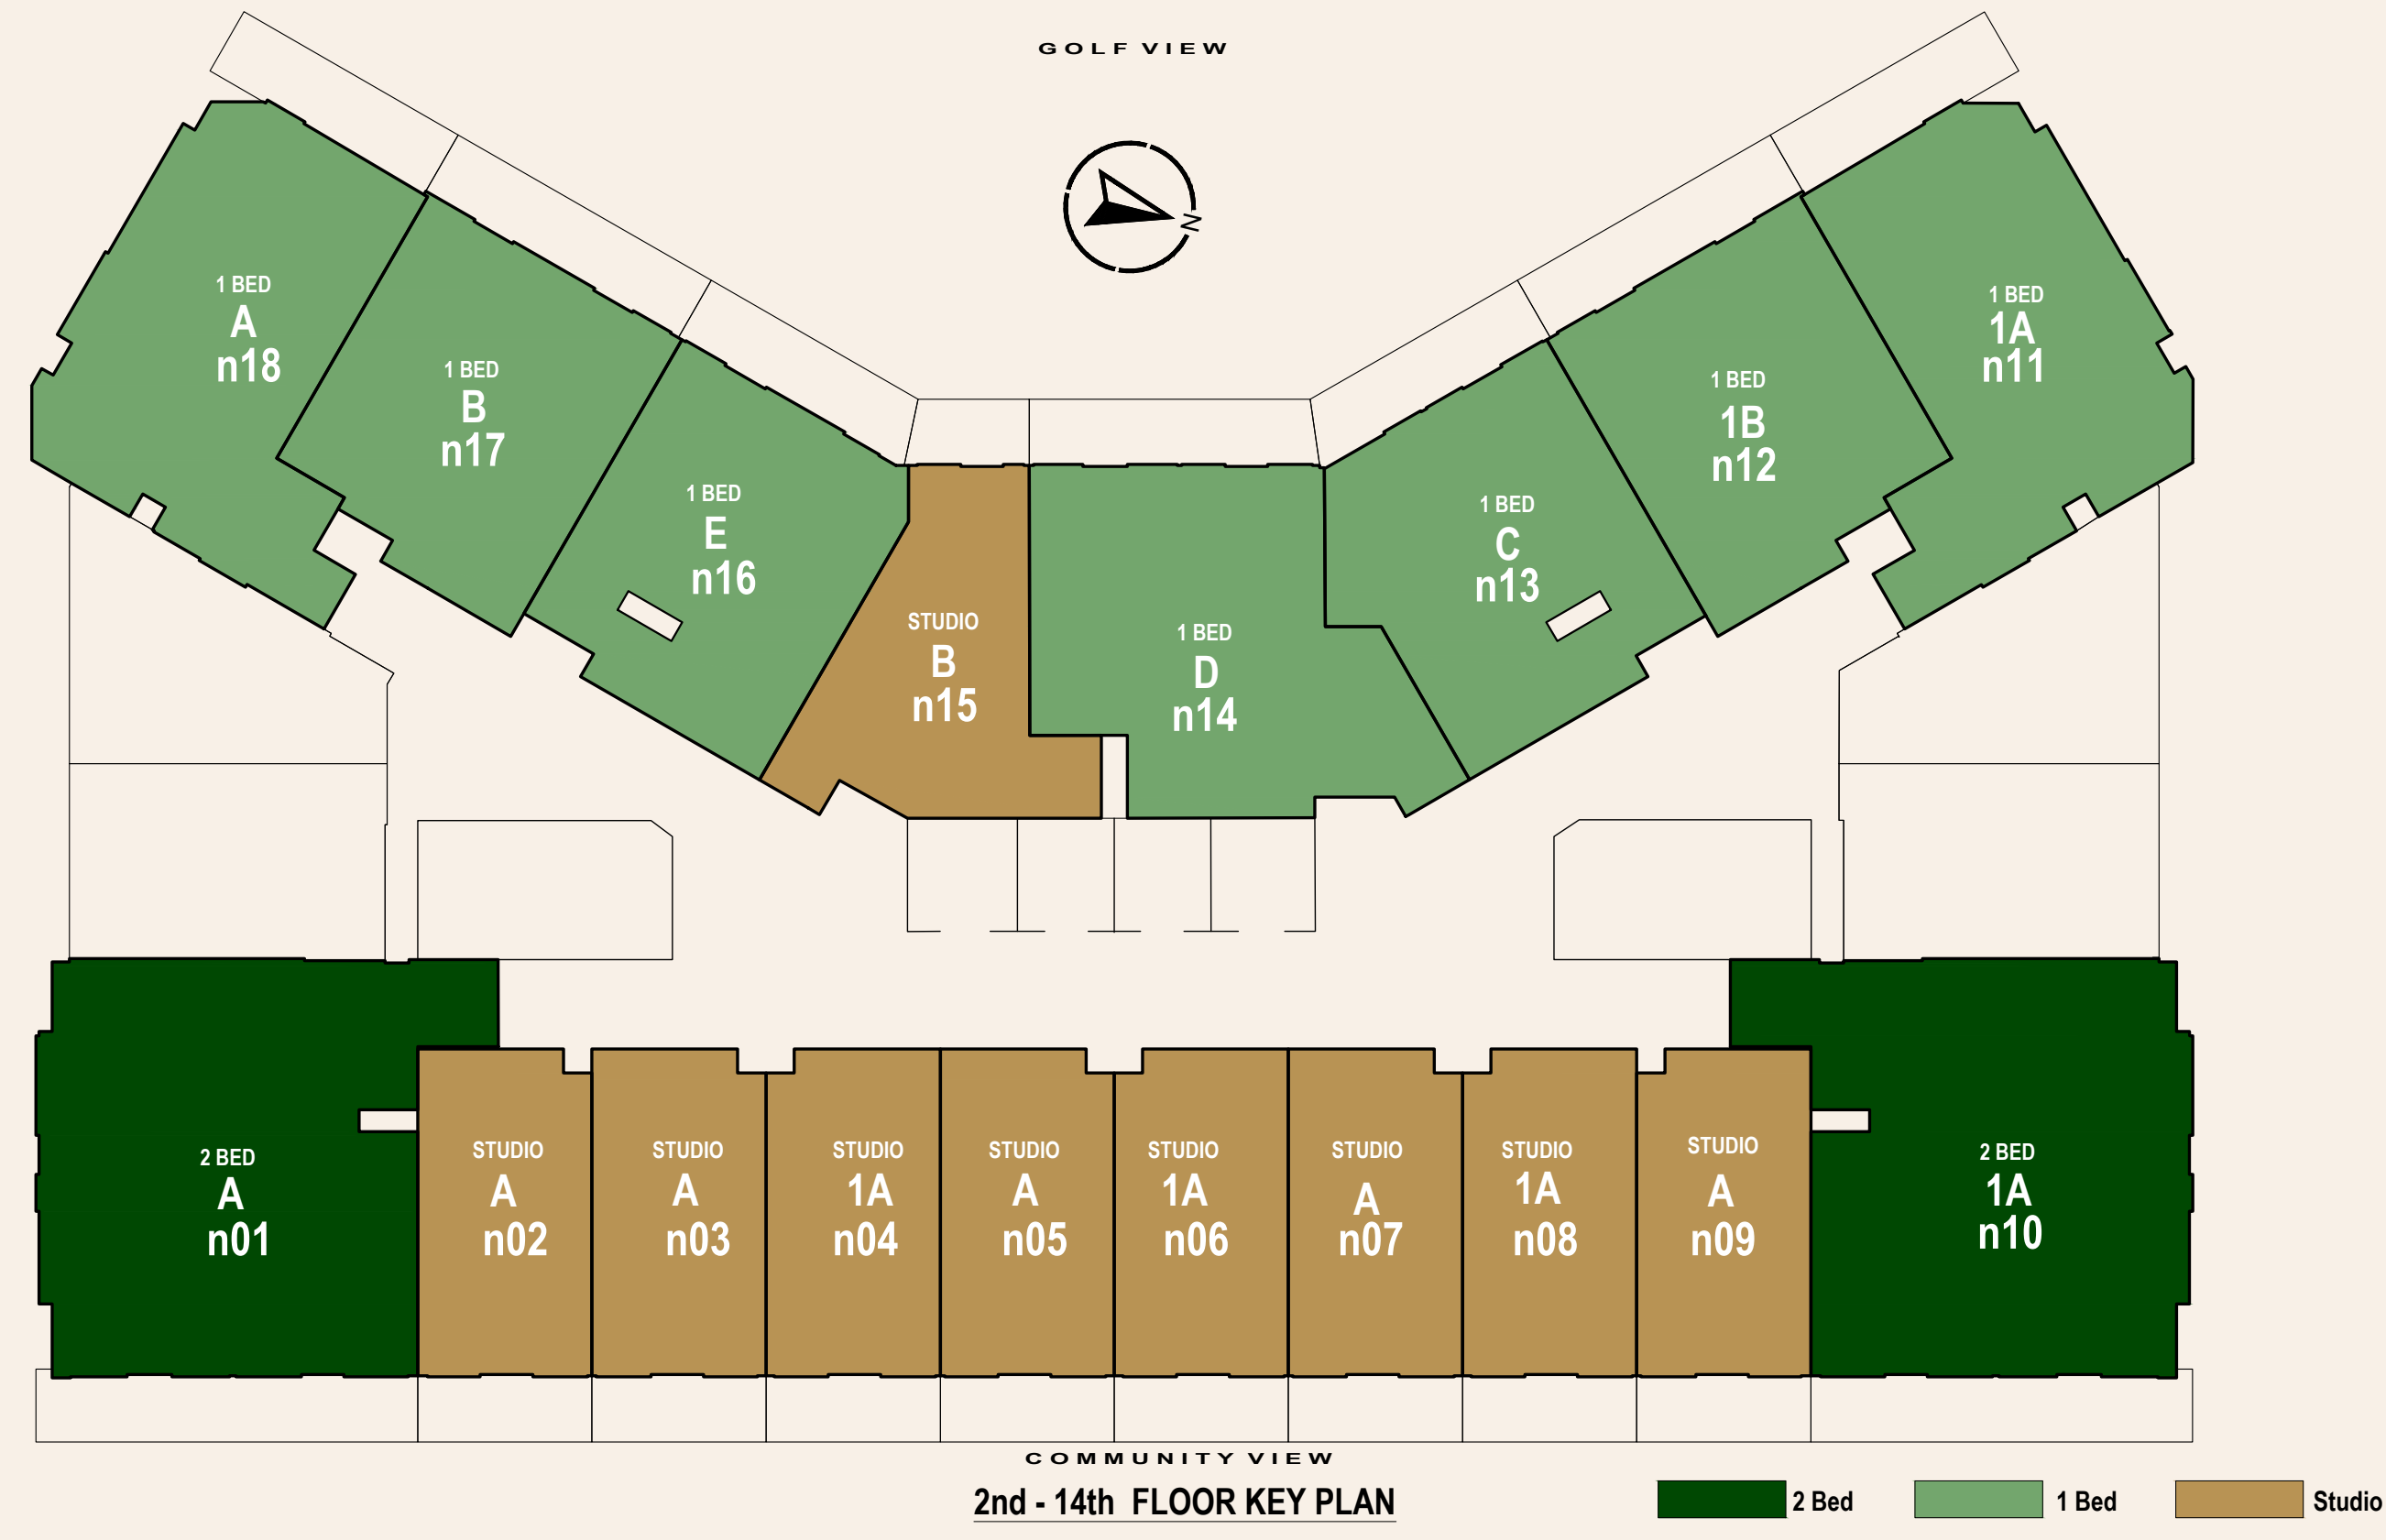 GOLF VIEW
N
1 BED
A
n18
1 BED
B
n17
1 BED
E
n16
STUDIO
B
n15
1 BED
D
n14
1 BED
C
n13
1 BED
1B
n12
1 BED
1A
n11
2 BED
A
n01
STUDIO
A
n02
STUDIO
A
n03
STUDIO
1A
n04
STUDIO
A
n05
STUDIO
1A
n06
STUDIO
A
n07
STUDIO
1A
n08
STUDIO
A
n09
2 BED
1A
n10
COMMUNITY VIEW
2nd - 14th FLOOR KEY PLAN
2 Bed
1 Bed
Studio